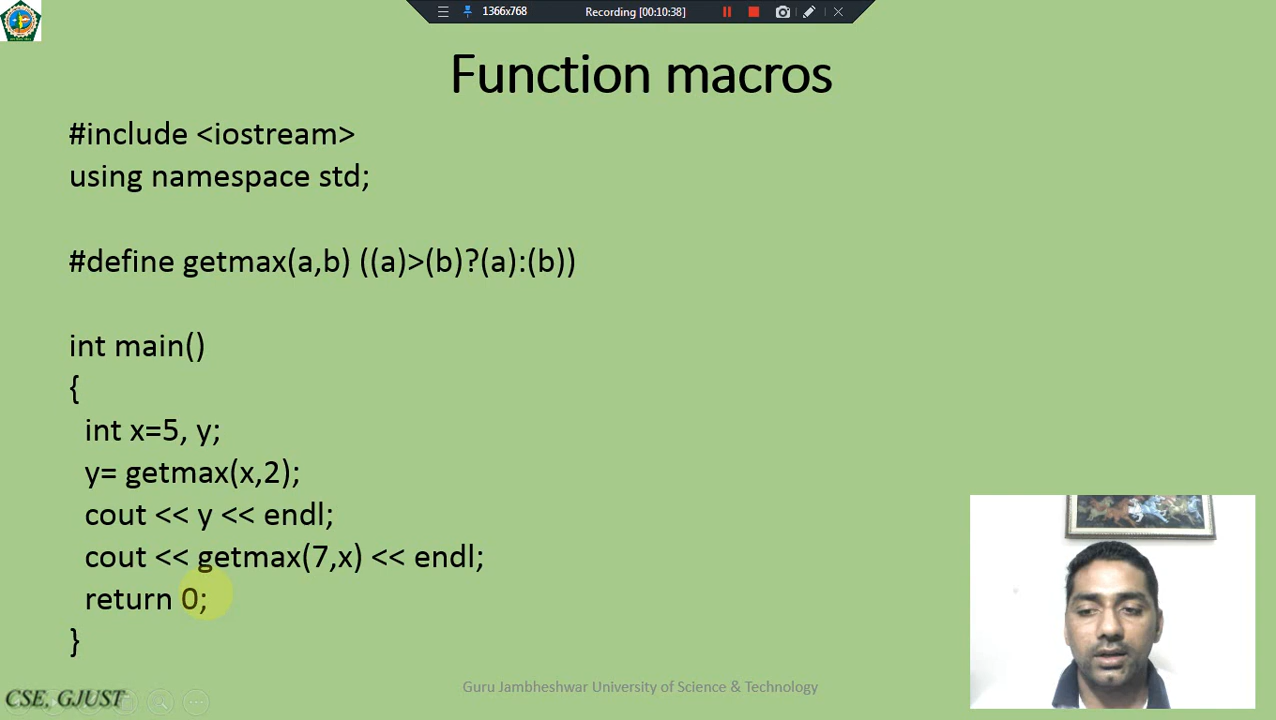 1366x768
Recording [00:10:38]
Function macros
#include <iostream>
using namespace std;
#define getmax(a,b) ((a)>(b)?(a):(b))
int main()
{
int x=5, y;
y= getmax(x,2);
cout << y << endl;
cout << getmax(7,x) << endl;
return 0;
}
Guru Jambheshwar University of Science & Technology
CSE, GJUST